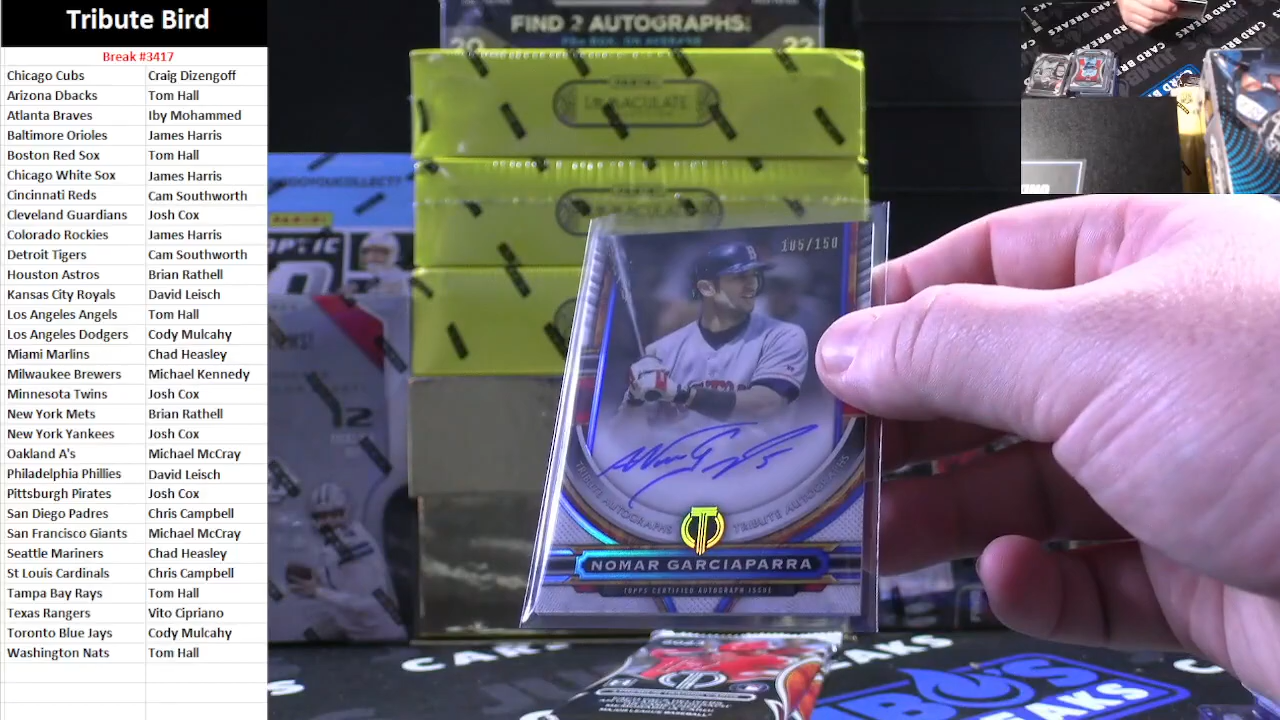 Tribute Bird
Break #3417
Chicago Cubs Craig Dizengoff
Arizona Dbacks Tom Hall
Atlanta Braves Iby Mohammed
Baltimore Orioles James Harris
Boston Red Sox Tom Hall
Chicago White Sox James Harris
Cincinnati Reds Cam Southworth
Cleveland Guardians Josh Cox
Colorado Rockies James Harris
Detroit Tigers Cam Southworth
Houston Astros Brian Rathell
Kansas City Royals David Leisch
Los Angeles Angels Tom Hall
Los Angeles Dodgers Cody Mulcahy
Miami Marlins Chad Heasley
Milwaukee Brewers Michael Kennedy
Minnesota Twins Josh Cox
New York Mets Brian Rathell
New York Yankees Josh Cox
Oakland A's Michael McCray
Philadelphia Phillies David Leisch
Pittsburgh Pirates Josh Cox
San Diego Padres Chris Campbell
San Francisco Giants Michael McCray
Seattle Mariners Chad Heasley
St Louis Cardinals Chris Campbell
Tampa Bay Rays Tom Hall
Texas Rangers Vito Cipriano
Toronto Blue Jays Cody Mulcahy
Washington Nats Tom Hall
FIND 2 AUTOGRAPHS!
PANINI
IMMACULATE
PANINI
OPTIC
105/150
TRIBUTE AUTOGRAPHS TRIBUTE AUTOGRAPHS
NOMAR GARCIAPARRA
TOPPS CERTIFIED AUTOGRAPH ISSUE
CARD BREAKS